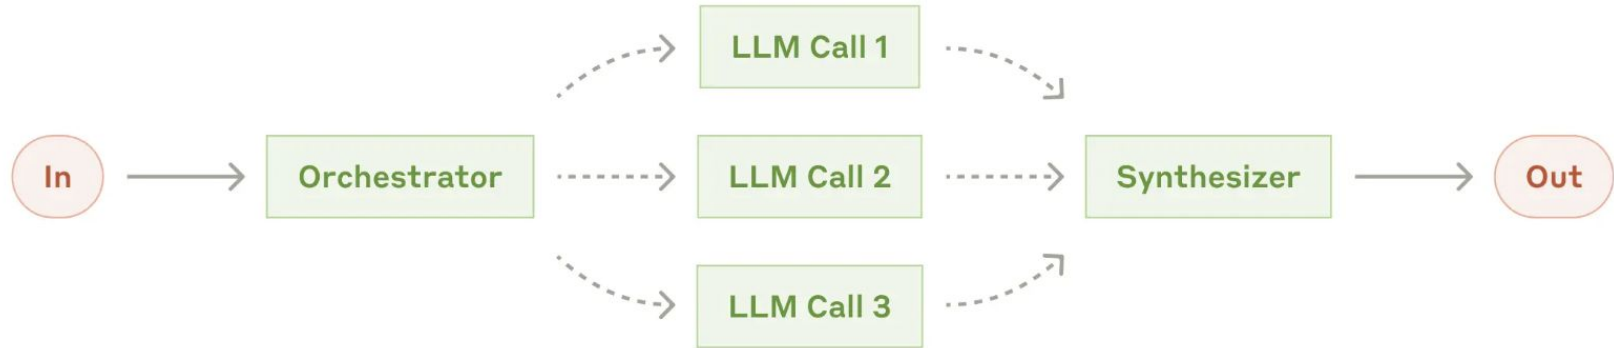 In
Orchestrator
LLM Call 1
LLM Call 2
LLM Call 3
Synthesizer
Out